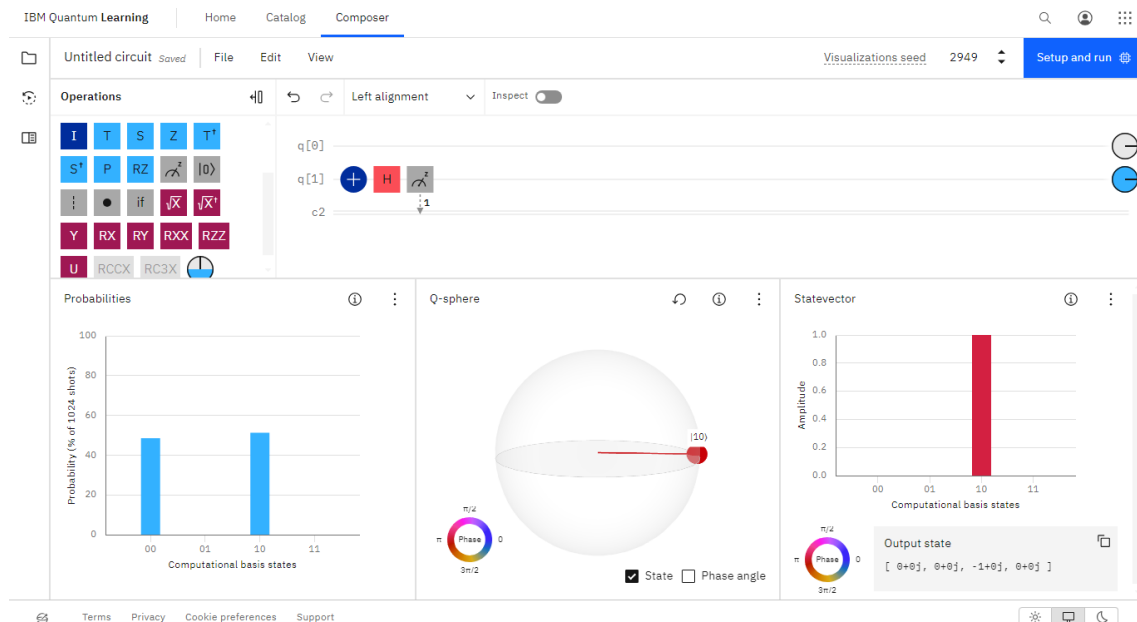 IBM Quantum Learning Home Catalog Composer
Untitled circuit Saved File Edit View Visualizations seed 2949 Setup and run
Operations Left alignment Inspect
I T S Z T†
S† P RZ z |0⟩
if √X √X†
Y RX RY RXX RZZ
U RCCX RC3X
q[0]
q[1] + H z
1
c2
Probabilities
Probability (% of 1024 shots)
100
80
60
40
20
0
00 01 10 11
Computational basis states
Q-sphere
|10⟩
π/2
π Phase 0
3π/2
State Phase angle
Statevector
Amplitude
1.0
0.8
0.6
0.4
0.2
0.0
00 01 10 11
Computational basis states
π/2
π Phase 0
3π/2
Output state
[ 0+0j, 0+0j, -1+0j, 0+0j ]
Terms Privacy Cookie preferences Support